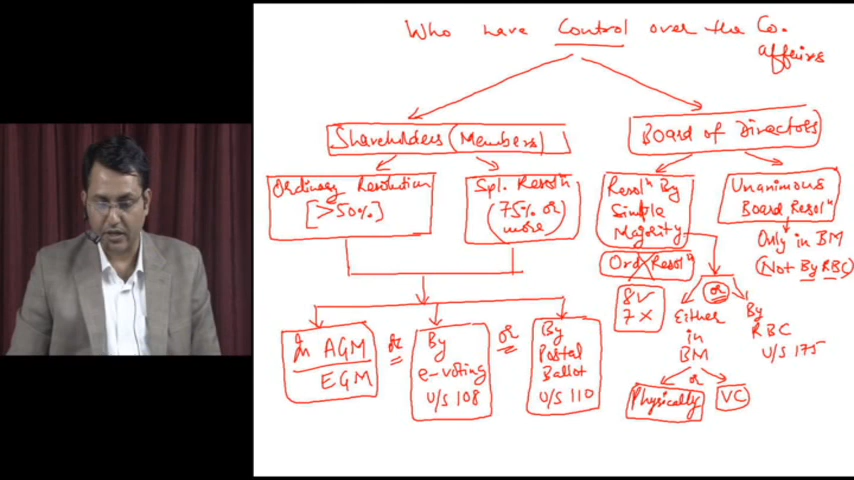 Who have Control over the Co.
affairs
Shareholders (Members)
Board of Directors
Ordinary Resolution
[>50%]
Spl. Resolⁿ
(75% or
more)
Resolⁿ By
Simple
Majority
Ord Resolⁿ
8✓
7 ×
Unanimous
Board Resolⁿ
Only in BM
(Not By RBC)
or
Either
in
BM
By
RBC
U/S 175
or
Physically
VC
In AGM
EGM
or
By
e-voting
U/S 108
or
By
Postal
Ballot
U/S 110